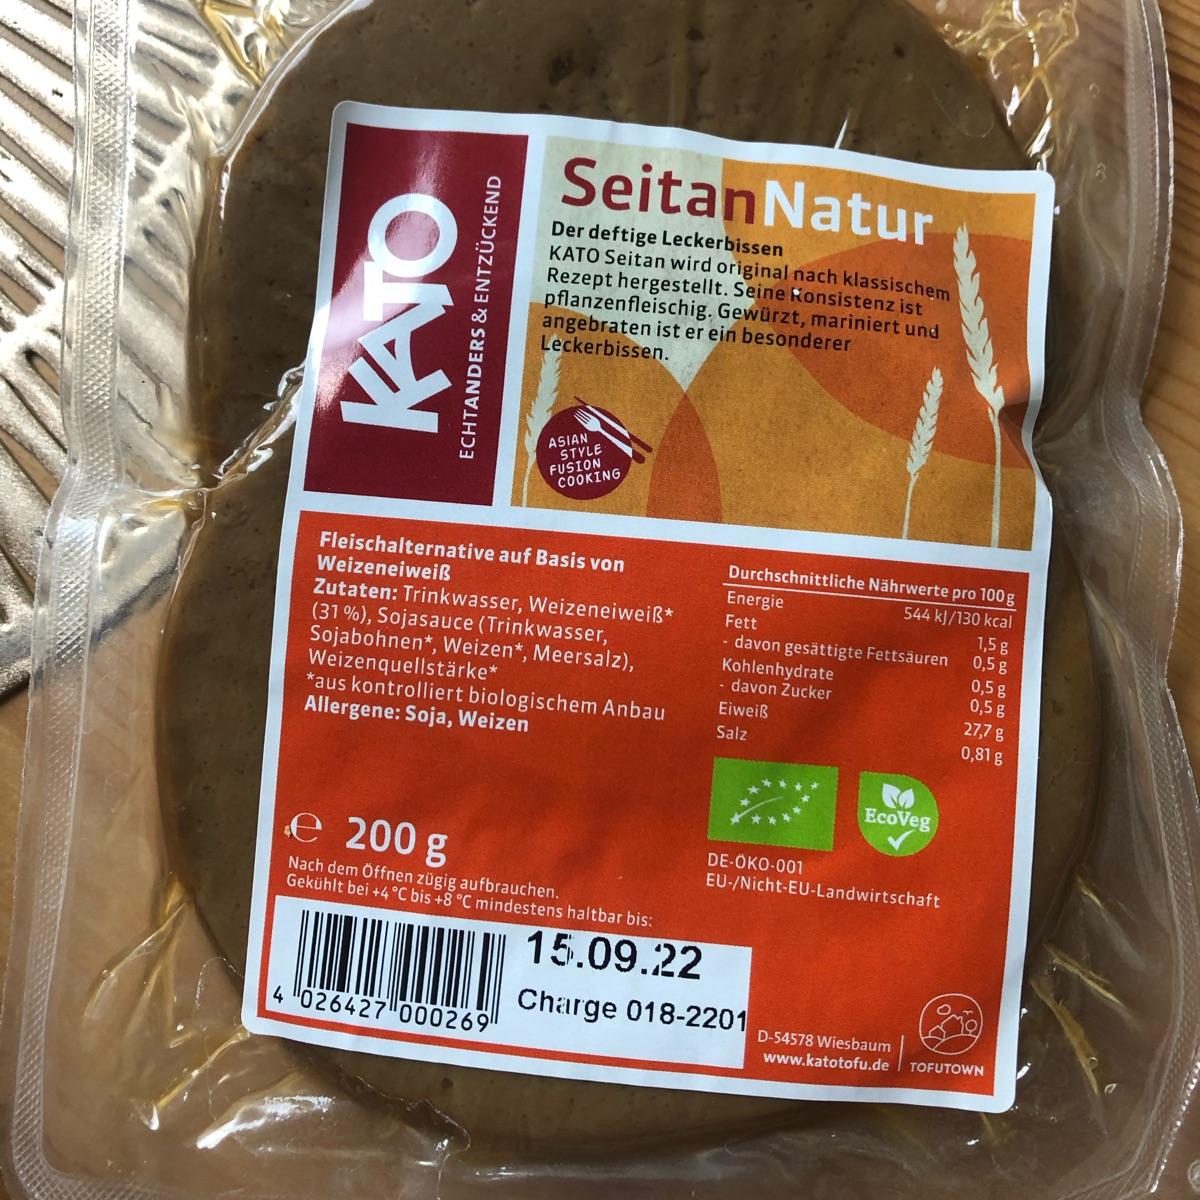 KATO
ECHTANDERS & ENTZÜCKEND
SeitanNatur
Der deftige Leckerbissen
KATO Seitan wird original nach klassischem
Rezept hergestellt. Seine Konsistenz ist
pflanzenfleischig. Gewürzt, mariniert und
angebraten ist er ein besonderer
Leckerbissen.
ASIAN
STYLE
FUSION
COOKING
Fleischalternative auf Basis von
Weizeneiweiß
Zutaten: Trinkwasser, Weizeneiweiß*
(31 %), Sojasauce (Trinkwasser,
Sojabohnen*, Weizen*, Meersalz),
Weizenquellstärke*
*aus kontrolliert biologischem Anbau
Allergene: Soja, Weizen
Durchschnittliche Nährwerte pro 100 g
Energie 544 kJ/130 kcal
Fett 1,5 g
- davon gesättigte Fettsäuren 0,5 g
Kohlenhydrate 0,5 g
- davon Zucker 0,5 g
Eiweiß 27,7 g
Salz 0,81 g
EcoVeg
DE-ÖKO-001
EU-/Nicht-EU-Landwirtschaft
e 200 g
Nach dem Öffnen zügig aufbrauchen.
Gekühlt bei +4 °C bis +8 °C mindestens haltbar bis:
15.09.22
Charge 018-2201
4 026427 000269
D-54578 Wiesbaum
www.katotofu.de
TOFUTOWN